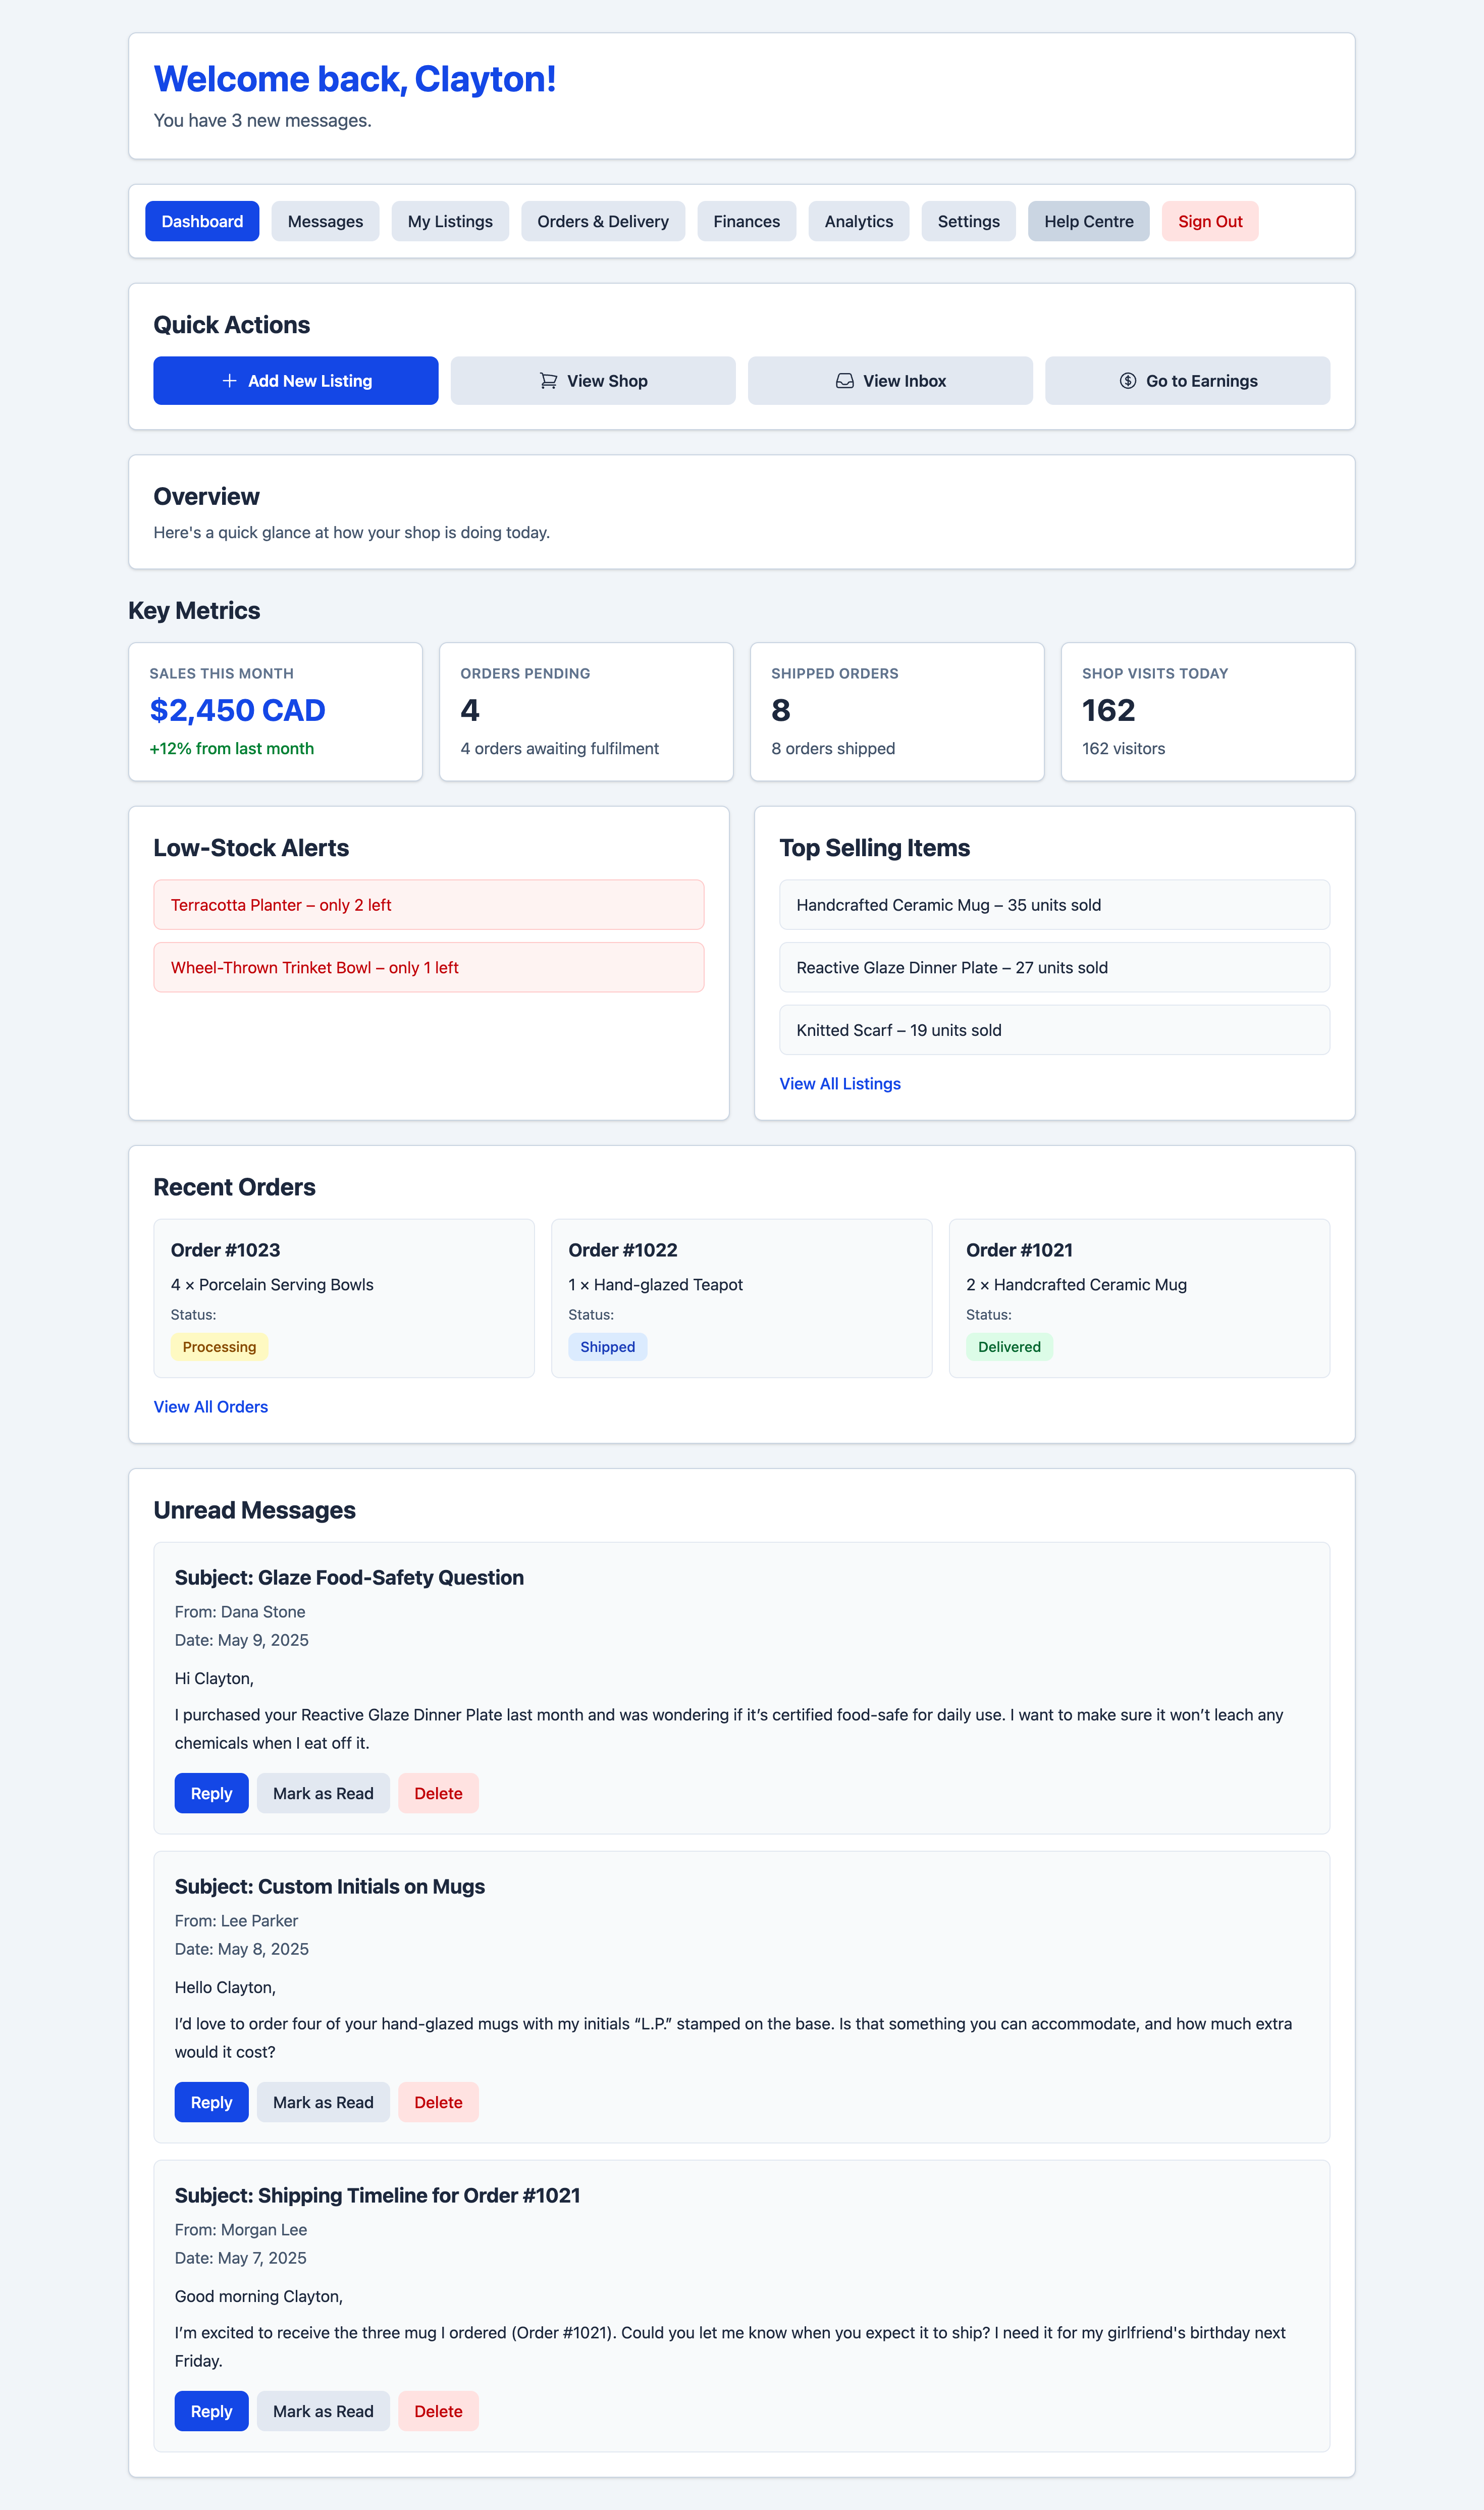 Welcome back, Clayton!
You have 3 new messages.
Dashboard
Messages
My Listings
Orders & Delivery
Finances
Analytics
Settings
Help Centre
Sign Out
Quick Actions
Add New Listing
View Shop
View Inbox
Go to Earnings
Overview
Here's a quick glance at how your shop is doing today.
Key Metrics
SALES THIS MONTH
$2,450 CAD
+12% from last month
ORDERS PENDING
4
4 orders awaiting fulfilment
SHIPPED ORDERS
8
8 orders shipped
SHOP VISITS TODAY
162
162 visitors
Low-Stock Alerts
Terracotta Planter – only 2 left
Wheel-Thrown Trinket Bowl – only 1 left
Top Selling Items
Handcrafted Ceramic Mug – 35 units sold
Reactive Glaze Dinner Plate – 27 units sold
Knitted Scarf – 19 units sold
View All Listings
Recent Orders
Order #1023
4 × Porcelain Serving Bowls
Status:
Processing
Order #1022
1 × Hand-glazed Teapot
Status:
Shipped
Order #1021
2 × Handcrafted Ceramic Mug
Status:
Delivered
View All Orders
Unread Messages
Subject: Glaze Food-Safety Question
From: Dana Stone
Date: May 9, 2025
Hi Clayton,
I purchased your Reactive Glaze Dinner Plate last month and was wondering if it’s certified food-safe for daily use. I want to make sure it won’t leach any
chemicals when I eat off it.
Reply
Mark as Read
Delete
Subject: Custom Initials on Mugs
From: Lee Parker
Date: May 8, 2025
Hello Clayton,
I’d love to order four of your hand-glazed mugs with my initials “L.P.” stamped on the base. Is that something you can accommodate, and how much extra
would it cost?
Reply
Mark as Read
Delete
Subject: Shipping Timeline for Order #1021
From: Morgan Lee
Date: May 7, 2025
Good morning Clayton,
I’m excited to receive the three mug I ordered (Order #1021). Could you let me know when you expect it to ship? I need it for my girlfriend's birthday next
Friday.
Reply
Mark as Read
Delete